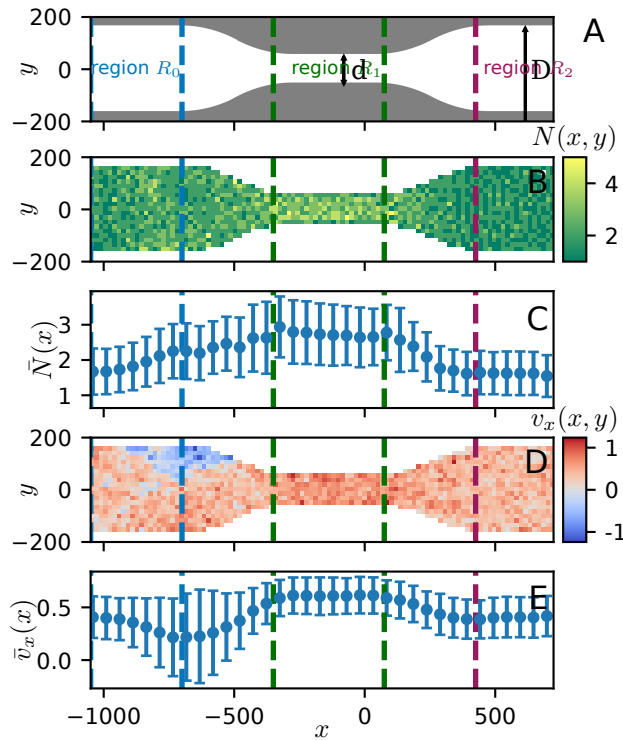 200
0
−200
y
region R₀
region R₁
region R₂
d
D
A
N(x, y)
200
0
−200
y
B
4
2
3
2
1
N̄(x)
C
v_x(x, y)
200
0
−200
y
D
1
0
-1
0.5
0.0
v̄_x(x)
E
−1000
−500
0
500
x